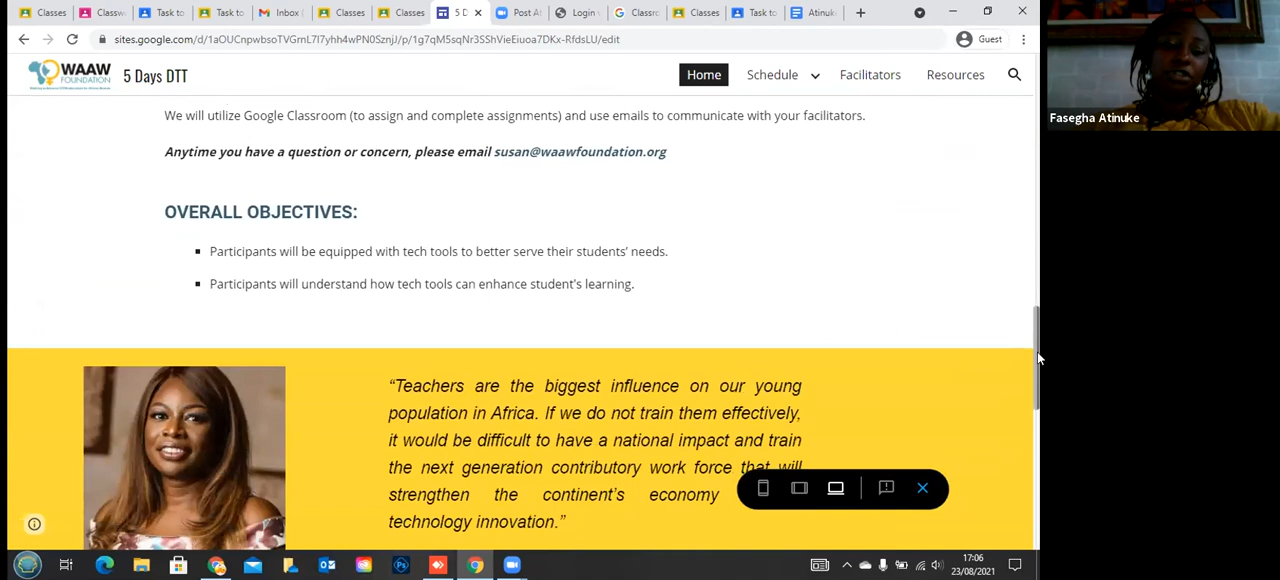 Classes
Classw
Task to
Task to
Inbox (
Classes
Classes
5 D
Post At
Login
Classro
Classes
Task to
Atinuk
sites.google.com/d/1aOUCnpwbsoTVGrnL7l7yhh4wPN0SznjJ/p/1g7qM5sqNr3SShVieEiuoa7DKx-RfdsLU/edit
Guest
WAAW
FOUNDATION
5 Days DTT
Home
Schedule
Facilitators
Resources
Fasegha Atinuke
We will utilize Google Classroom (to assign and complete assignments) and use emails to communicate with your facilitators.
Anytime you have a question or concern, please email susan@waawfoundation.org
OVERALL OBJECTIVES:
Participants will be equipped with tech tools to better serve their students’ needs.
Participants will understand how tech tools can enhance student's learning.
“Teachers are the biggest influence on our young
population in Africa. If we do not train them effectively,
it would be difficult to have a national impact and train
the next generation contributory work force that will
strengthen the continent’s economy
technology innovation.”
17:06
23/08/2021